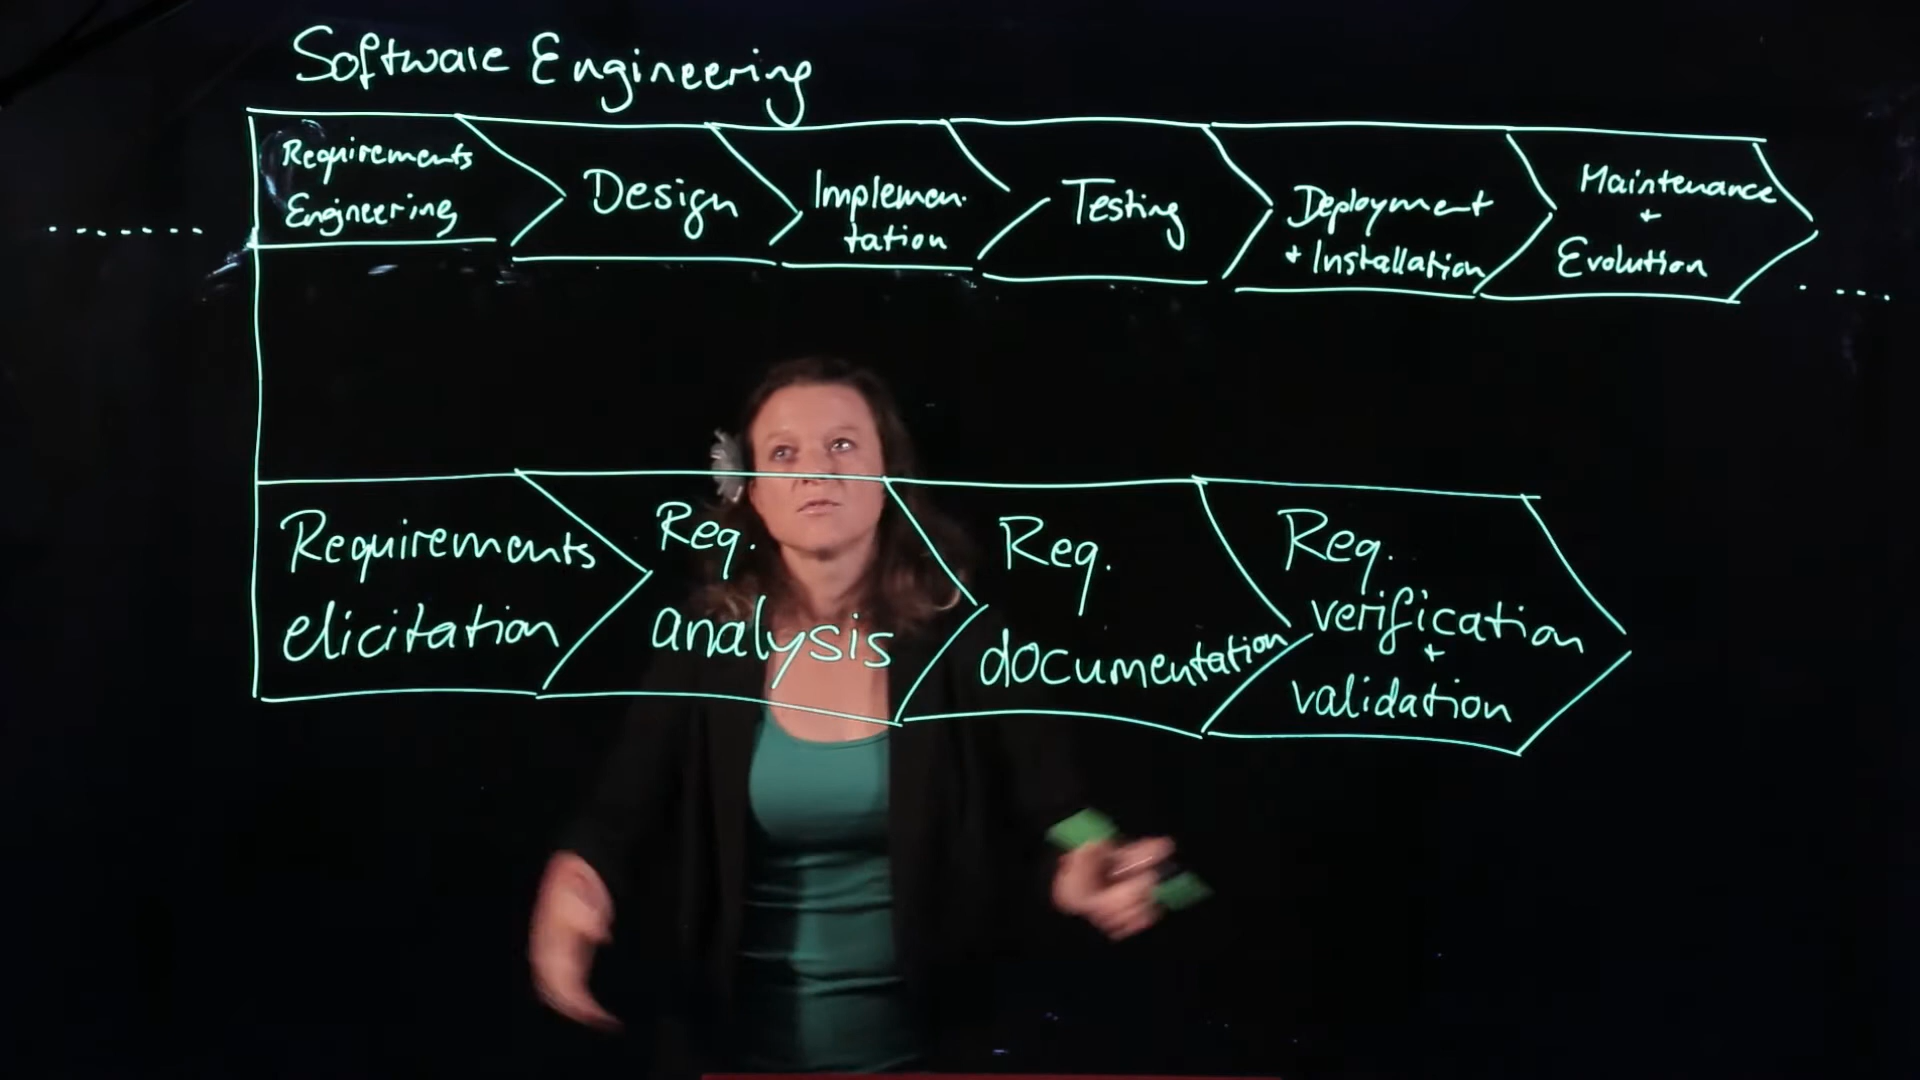 Software Engineering
Requirements
Engineering
Design
Implemen-
tation
Testing
Deployment
+ Installation
Maintenance
+
Evolution
Requirements
elicitation
Req.
analysis
Req.
documentation
Req.
verification
+
validation